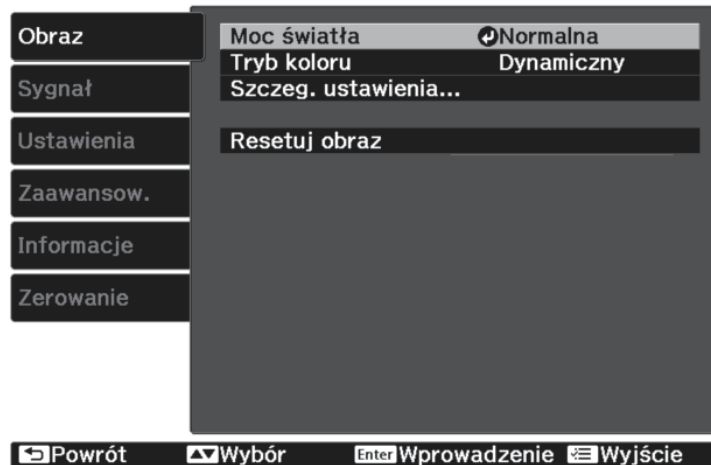 Obraz
Sygnał
Ustawienia
Zaawansow.
Informacje
Zerowanie
Moc światła Normalna
Tryb koloru Dynamiczny
Szczeg. ustawienia...
Resetuj obraz
Powrót Wybór Enter Wprowadzenie Wyjście